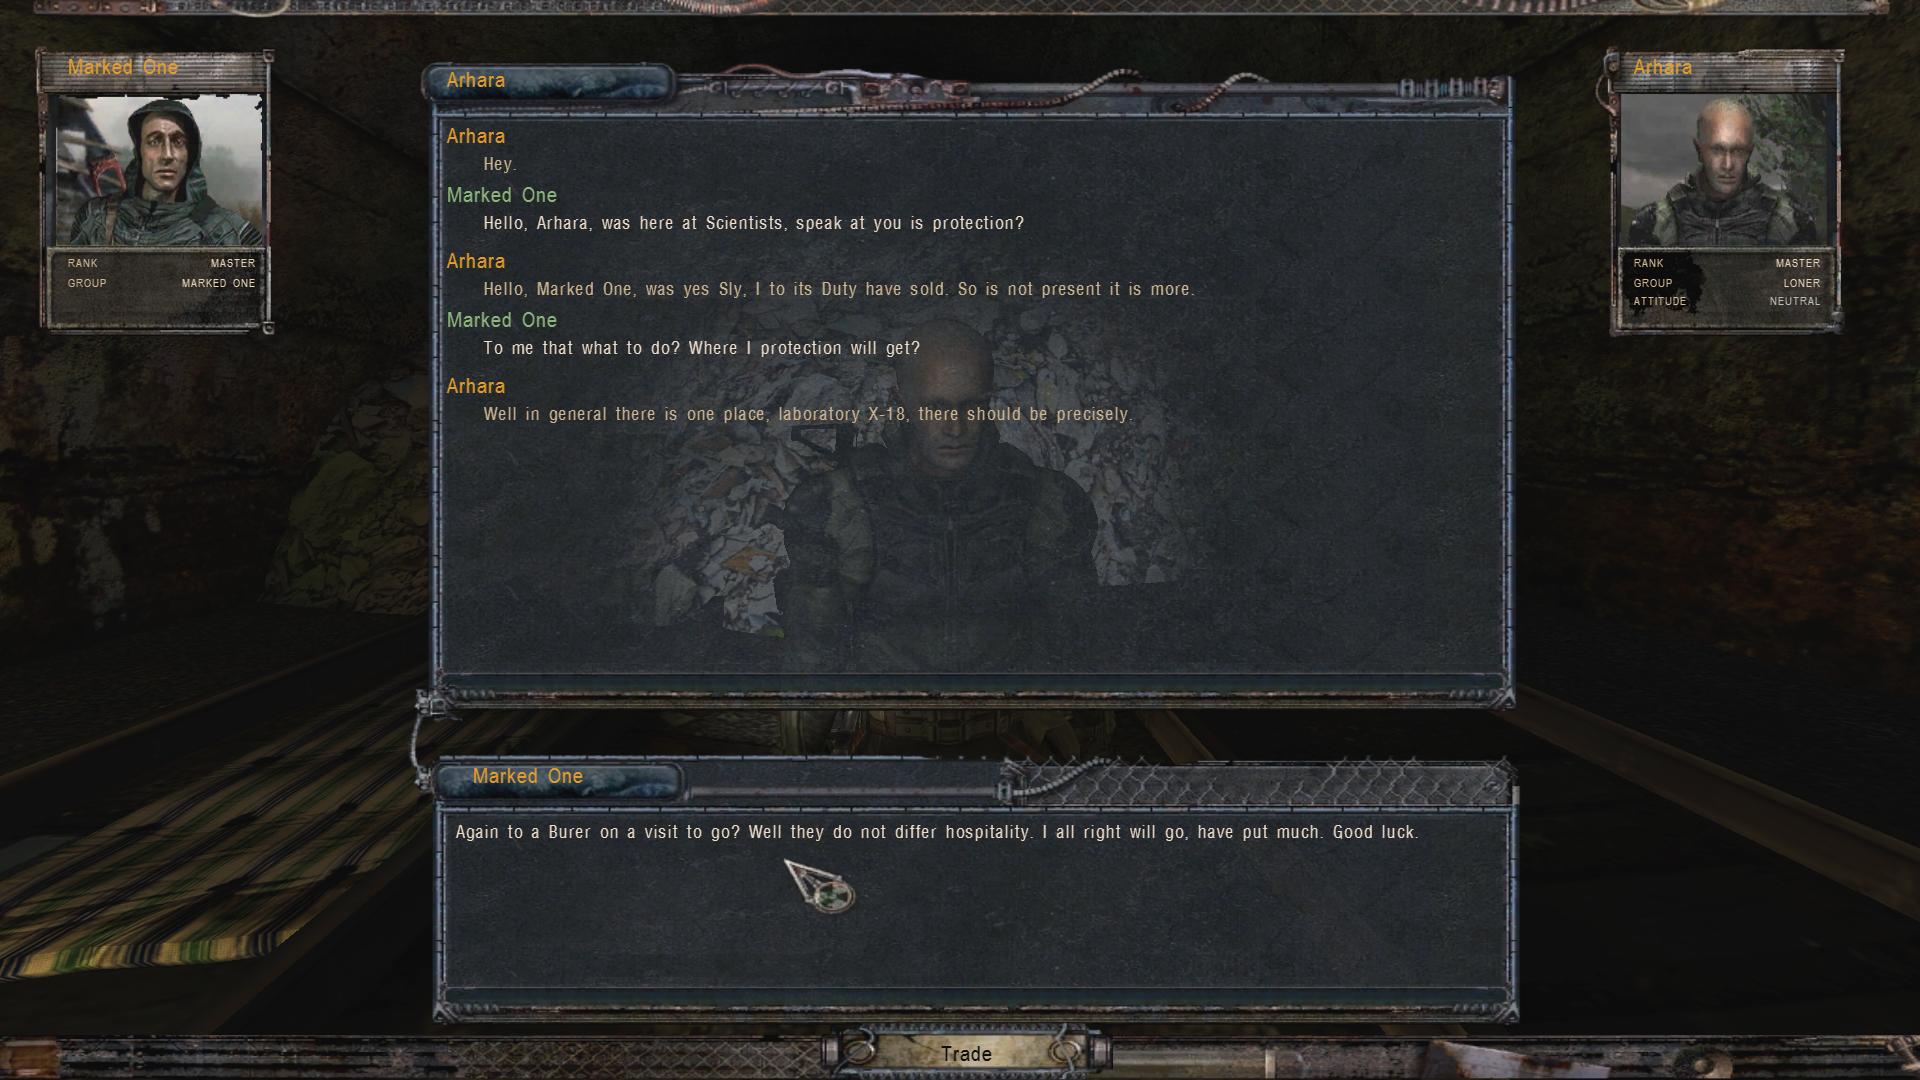 Marked One
RANK MASTER
GROUP MARKED ONE
Arhara
Arhara
Hey.
Marked One
Hello, Arhara, was here at Scientists, speak at you is protection?
Arhara
Hello, Marked One, was yes Sly, I to its Duty have sold. So is not present it is more.
Marked One
To me that what to do? Where I protection will get?
Arhara
Well in general there is one place, laboratory X-18, there should be precisely.
Arhara
RANK MASTER
GROUP LONER
ATTITUDE NEUTRAL
Marked One
Again to a Burer on a visit to go? Well they do not differ hospitality. I all right will go, have put much. Good luck.
Trade